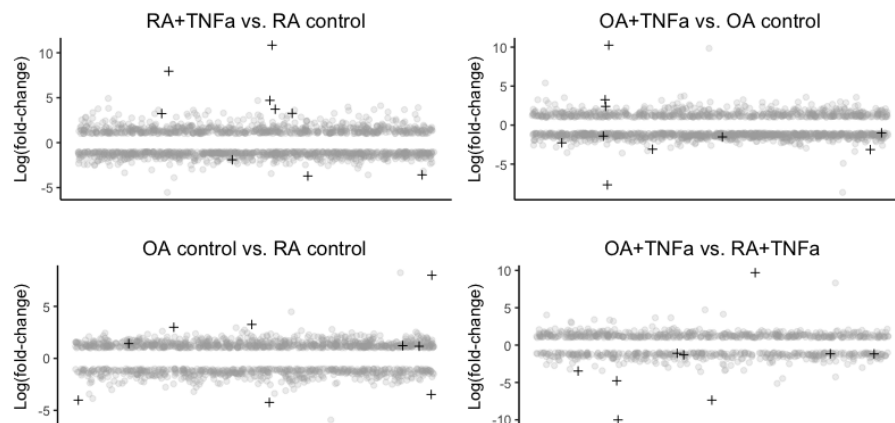 RA+TNFa vs. RA control
Log(fold-change)
10
5
0
-5
OA+TNFa vs. OA control
Log(fold-change)
10
5
0
-5
OA control vs. RA control
Log(fold-change)
5
0
-5
OA+TNFa vs. RA+TNFa
Log(fold-change)
10
5
0
-5
-10